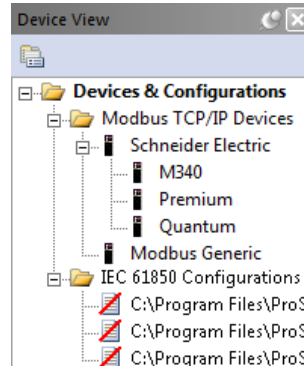 Device View
Devices & Configurations
Modbus TCP/IP Devices
Schneider Electric
M340
Premium
Quantum
Modbus Generic
IEC 61850 Configurations
C:\Program Files\ProS
C:\Program Files\ProS
C:\Program Files\ProS